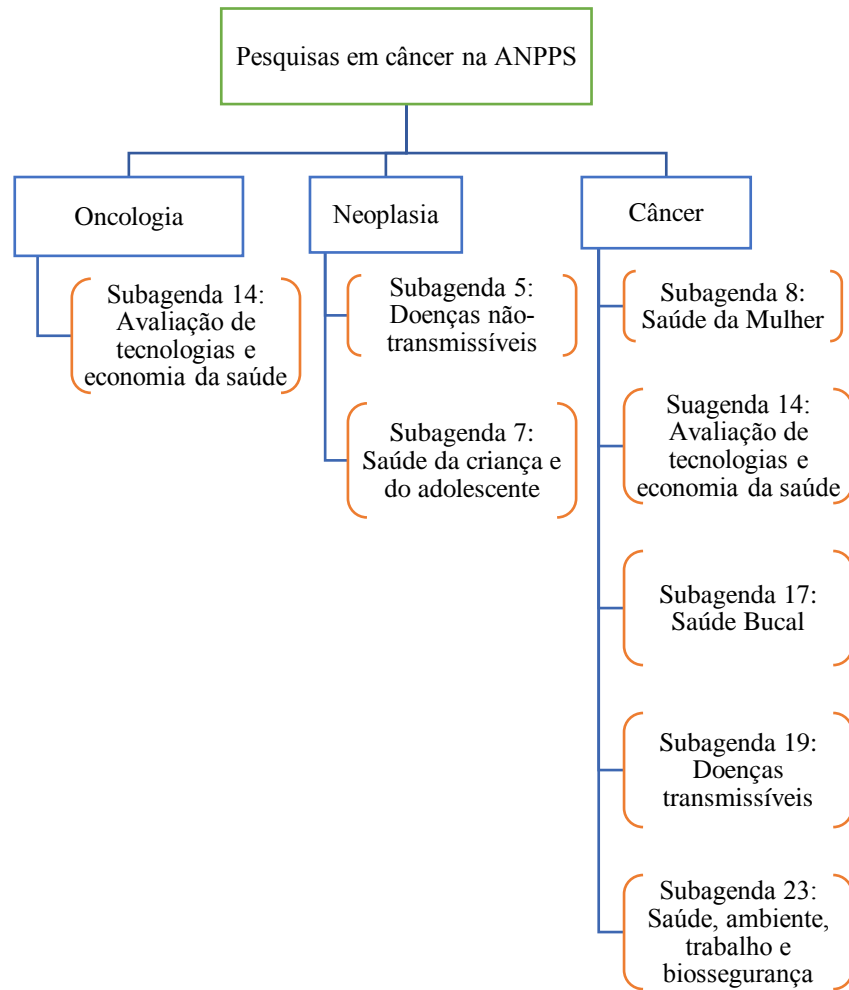 Pesquisas em câncer na ANPPS
Oncologia
Subagenda 14:
Avaliação de
tecnologias e
economia da saúde
Neoplasia
Subagenda 5:
Doenças não-
transmissíveis
Subagenda 7:
Saúde da criança e
do adolescente
Câncer
Subagenda 8:
Saúde da Mulher
Suagenda 14:
Avaliação de
tecnologias e
economia da saúde
Subagenda 17:
Saúde Bucal
Subagenda 19:
Doenças
transmissíveis
Subagenda 23:
Saúde, ambiente,
trabalho e
biossegurança